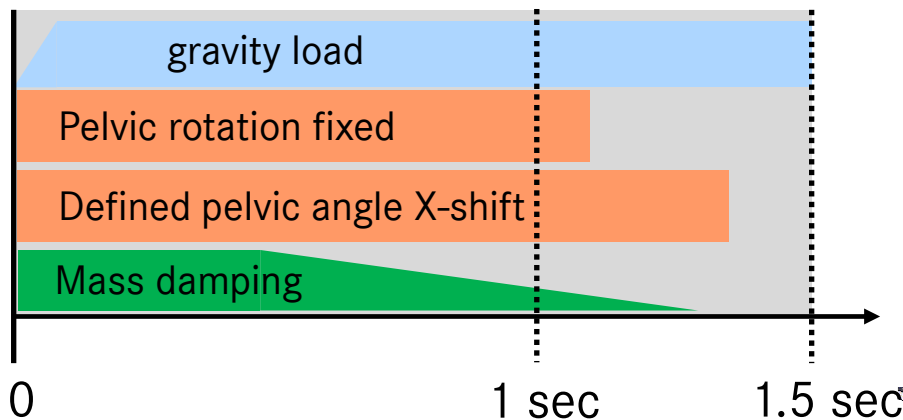 gravity load
Pelvic rotation fixed
Defined pelvic angle X-shift
Mass damping
0 1 sec 1.5 sec